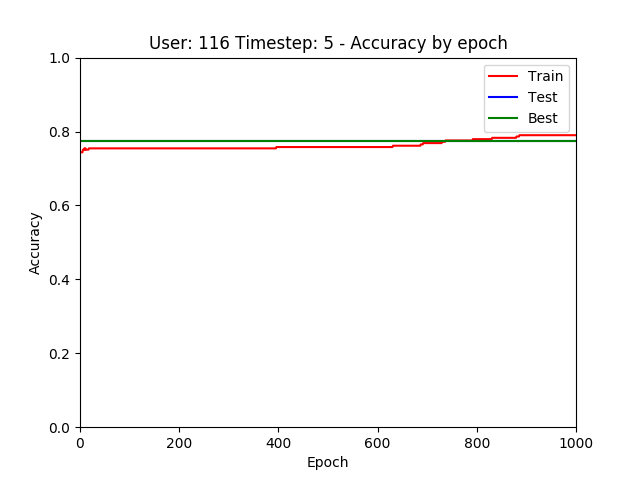 User: 116 Timestep: 5 - Accuracy by epoch
Train
Test
Best
1.0
0.8
0.6
0.4
0.2
0.0
Accuracy
0 200 400 600 800 1000
Epoch